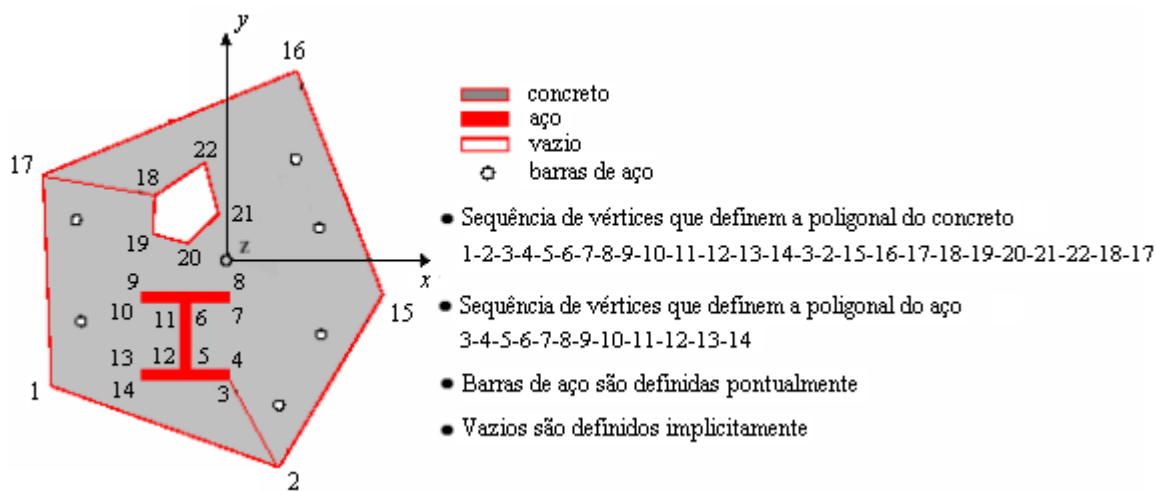 y
16
concreto
aço
vazio
barras de aço
17
18
22
19
20
21
z
x
● Sequência de vértices que definem a poligonal do concreto
1-2-3-4-5-6-7-8-9-10-11-12-13-14-3-2-15-16-17-18-19-20-21-22-18-17
9
8
10
11
6
7
15
● Sequência de vértices que definem a poligonal do aço
3-4-5-6-7-8-9-10-11-12-13-14
13
12
5
4
1
14
3
● Barras de aço são definidas pontualmente
● Vazios são definidos implicitamente
2